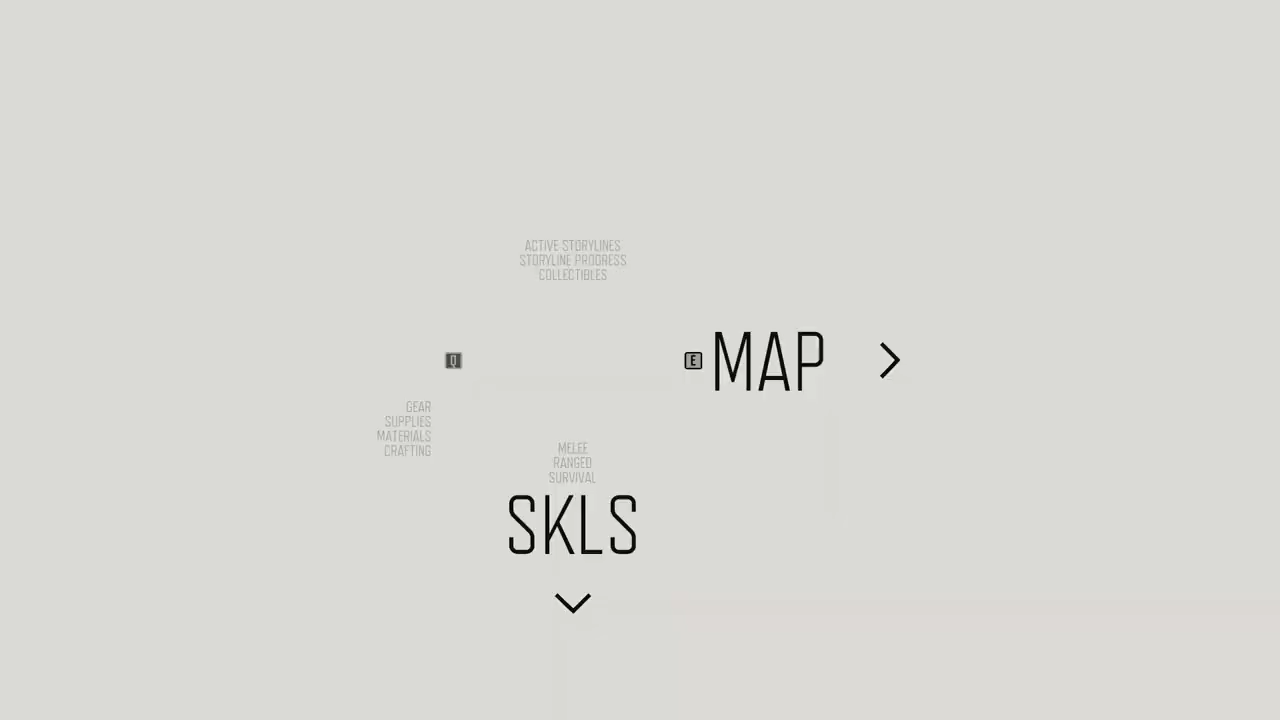 ACTIVE STORYLINES
STORYLINE PROGRESS
COLLECTIBLES
Q
E MAP
GEAR
SUPPLIES
MATERIALS
CRAFTING
MELEE
RANGED
SURVIVAL
SKLS